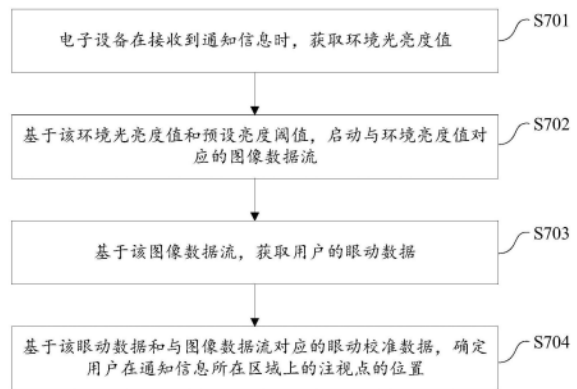 电子设备在接收到通知信息时，获取环境光亮度值
S701
基于该环境光亮度值和预设亮度阈值，启动与环境亮度值对
应的图像数据流
S702
基于该图像数据流，获取用户的眼动数据
S703
基于该眼动数据和与图像数据流对应的眼动校准数据，确定
用户在通知信息所在区域上的注视点的位置
S704